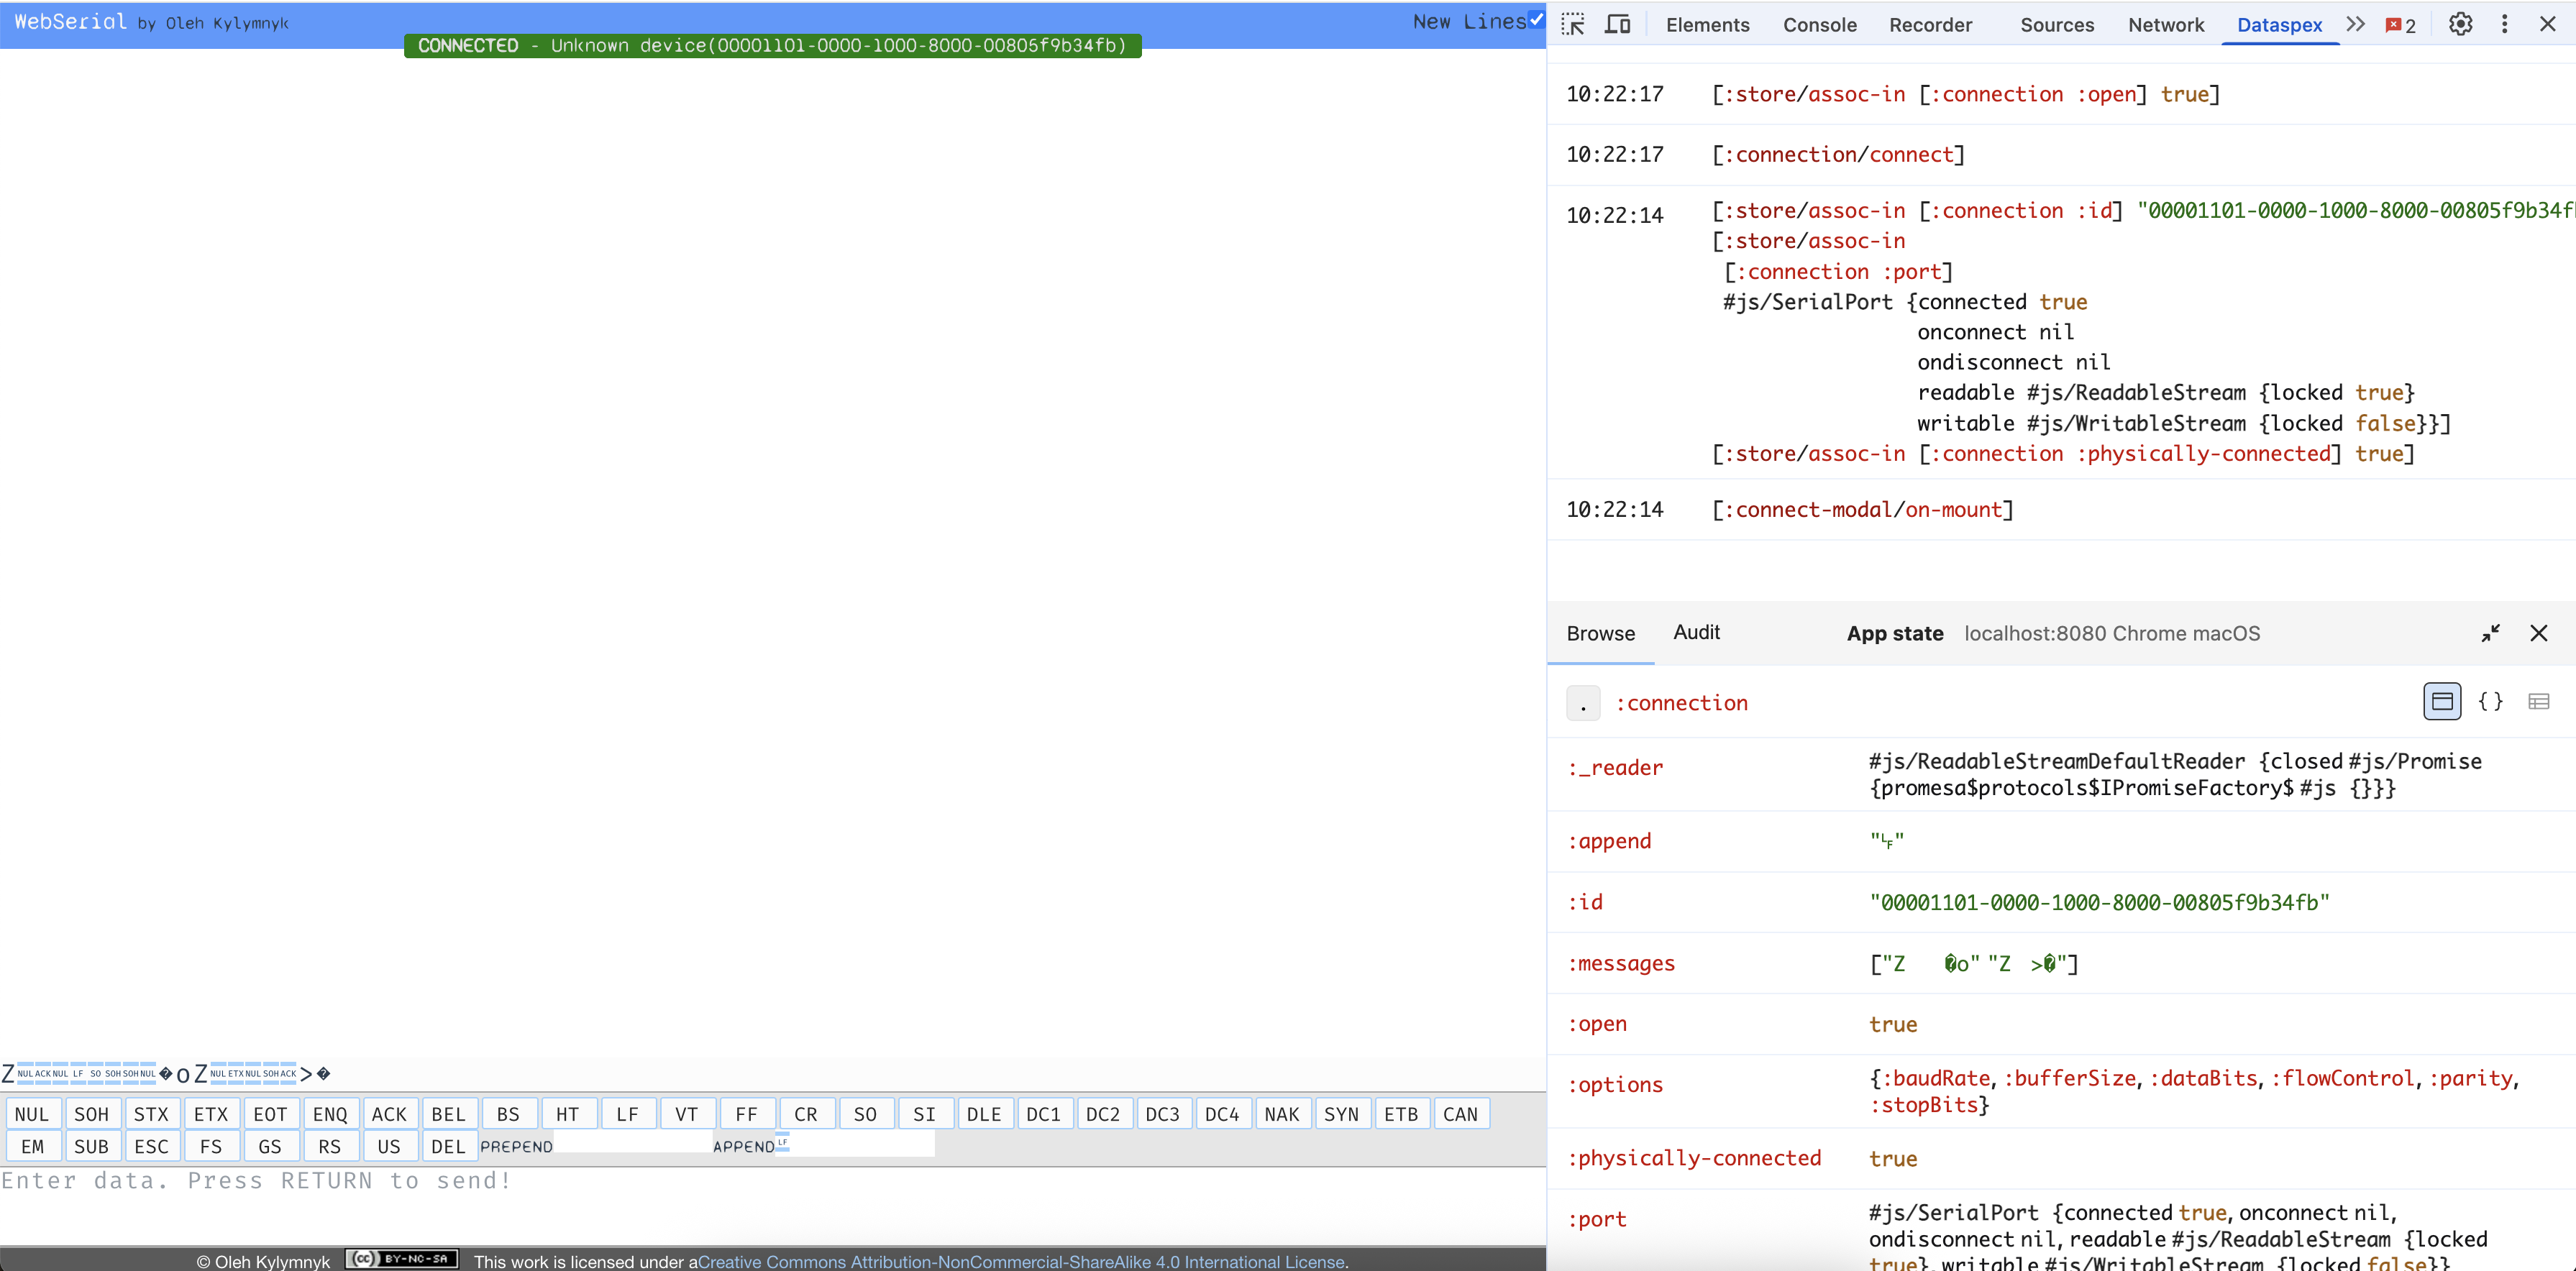 WebSerial by Oleh Kylymnyk
New Lines
CONNECTED - Unknown device(00001101-0000-1000-8000-00805f9b34fb)
Z NUL ACK NUL LF SO SOH SOH NUL �oZ NUL ETX NUL SOH ACK >�
NUL SOH STX ETX EOT ENQ ACK BEL BS HT LF VT FF CR SO SI DLE DC1 DC2 DC3 DC4 NAK SYN ETB CAN
EM SUB ESC FS GS RS US DEL PREPEND APPEND LF
Enter data. Press RETURN to send!
© Oleh Kylymnyk (cc) BY-NC-SA This work is licensed under aCreative Commons Attribution-NonCommercial-ShareAlike 4.0 International License.
Elements Console Recorder Sources Network Dataspex 2
10:22:17 [:store/assoc-in [:connection :open] true]
10:22:17 [:connection/connect]
10:22:14 [:store/assoc-in [:connection :id] "00001101-0000-1000-8000-00805f9b34f
[:store/assoc-in
[:connection :port]
#js/SerialPort {connected true
onconnect nil
ondisconnect nil
readable #js/ReadableStream {locked true}
writable #js/WritableStream {locked false}}]
[:store/assoc-in [:connection :physically-connected] true]
10:22:14 [:connect-modal/on-mount]
Browse Audit App state localhost:8080 Chrome macOS
. :connection { }
:_reader #js/ReadableStreamDefaultReader {closed #js/Promise
{promesa$protocols$IPromiseFactory$ #js {}}}
:append "␊"
:id "00001101-0000-1000-8000-00805f9b34fb"
:messages ["Z �o" "Z >�"]
:open true
:options {:baudRate, :bufferSize, :dataBits, :flowControl, :parity,
:stopBits}
:physically-connected true
:port #js/SerialPort {connected true, onconnect nil,
ondisconnect nil, readable #js/ReadableStream {locked
true}, writable #js/WritableStream {locked false}}